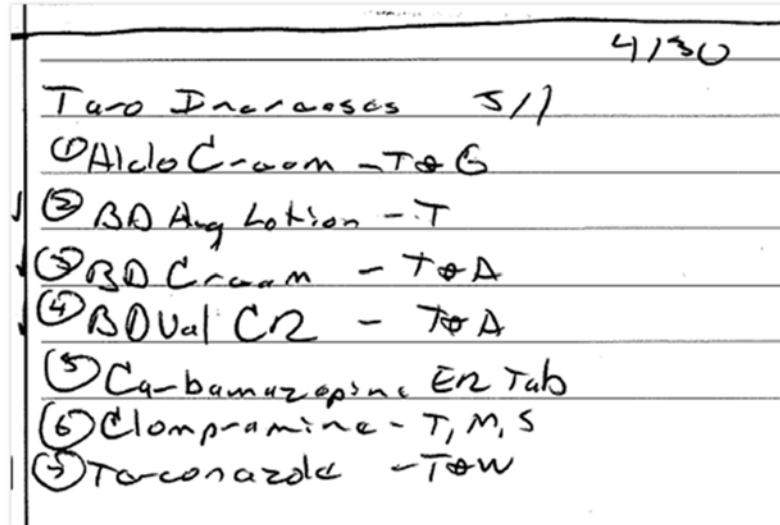 4/30
Taro Increases 5/1
① Aldo Cream - T & G
② BD Aug Lotion - T
③ BD Cream - T & A
④ BD Val CR - T & A
⑤ Carbamazepine ER Tab
⑥ Clompramine - T, M, S
⑦ Terconazole - T & W